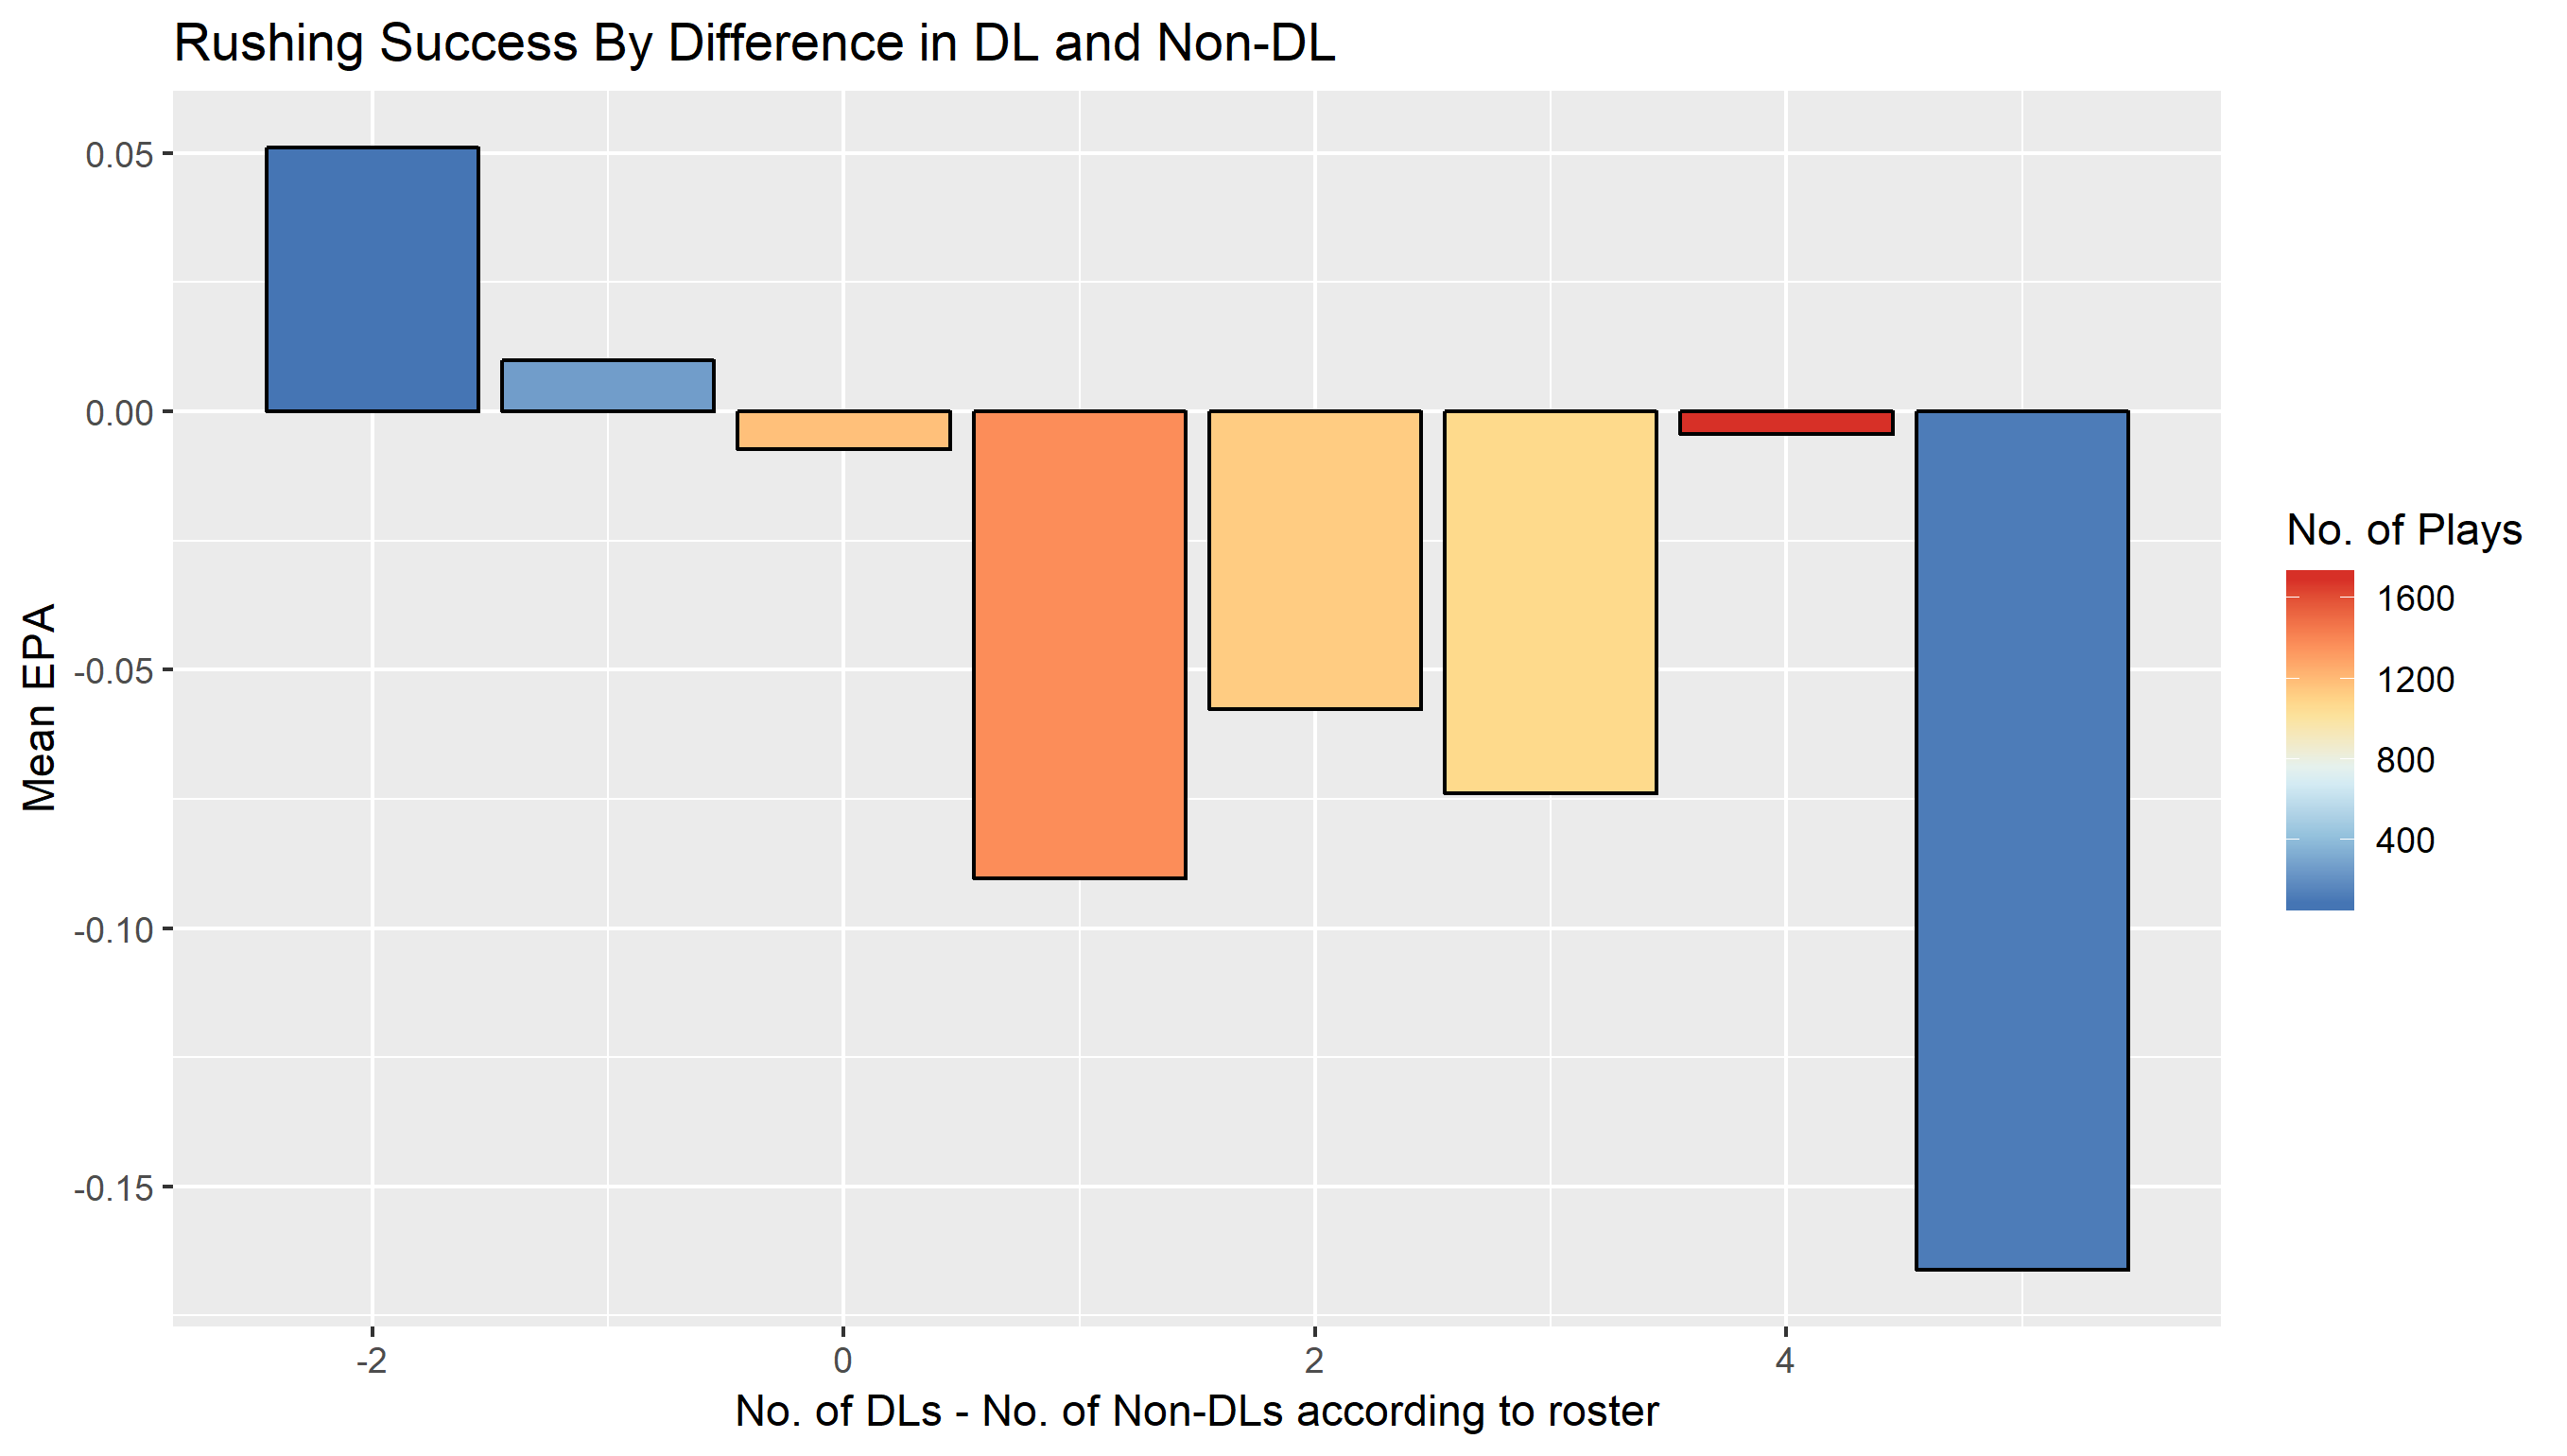 Rushing Success By Difference in DL and Non-DL
0.05
0.00
-0.05
-0.10
-0.15
Mean EPA
-2 0 2 4
No. of DLs - No. of Non-DLs according to roster
No. of Plays
1600
1200
800
400